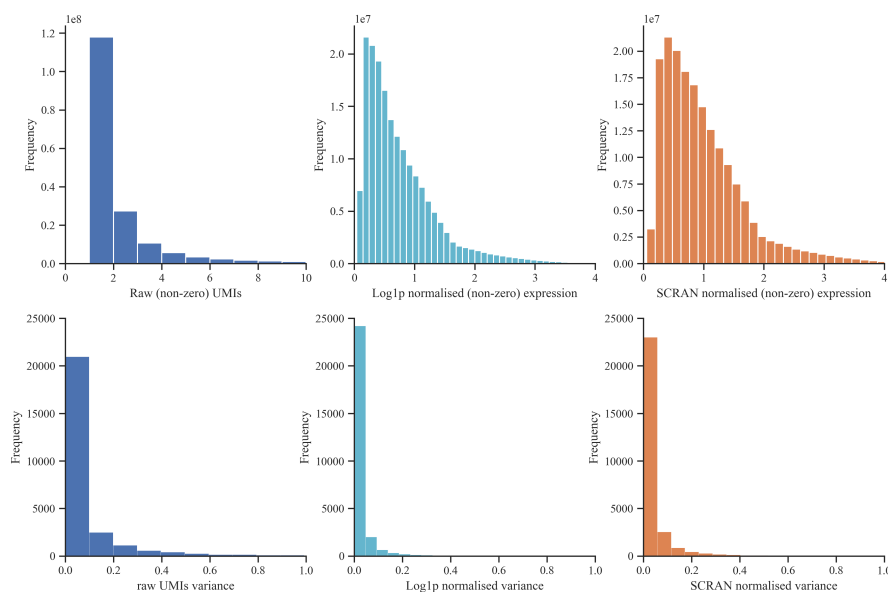 1e8
1.2
1.0
0.8
0.6
0.4
0.2
0.0
Frequency
0 2 4 6 8 10
Raw (non-zero) UMIs
1e7
2.0
1.5
1.0
0.5
0.0
Frequency
0 1 2 3 4
Log1p normalised (non-zero) expression
1e7
2.00
1.75
1.50
1.25
1.00
0.75
0.50
0.25
0.00
Frequency
0 1 2 3 4
SCRAN normalised (non-zero) expression
25000
20000
15000
10000
5000
0
Frequency
0.0 0.2 0.4 0.6 0.8 1.0
raw UMIs variance
25000
20000
15000
10000
5000
0
Frequency
0.0 0.2 0.4 0.6 0.8 1.0
Log1p normalised variance
25000
20000
15000
10000
5000
0
Frequency
0.0 0.2 0.4 0.6 0.8 1.0
SCRAN normalised variance